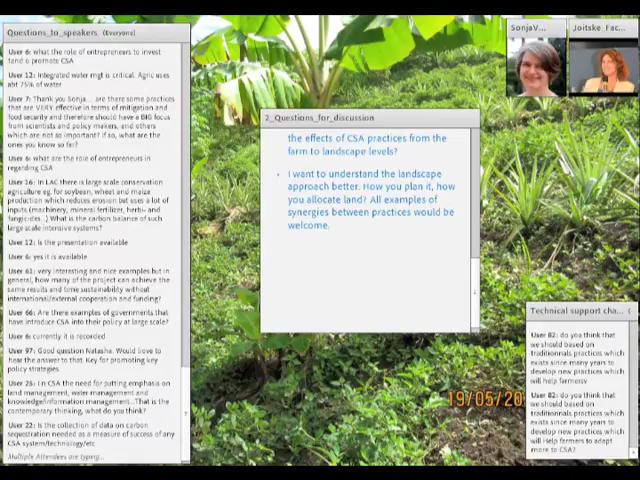 Questions_to_speakers (Everyone)
User 6: what the role of entrepreneurs to invest
tend o promote CSA
User 12: Integrated water mgt is critical. Agric uses
abt 75% of water
User 7: Thank you Sonja... are there some practices
that are VERY effective in terms of mitigation and
food security and therefore should have a BIG focus
from scientists and policy makers, and others
which are not so important? if so, what are the
ones you know so far?
User 6: what are the role of entrepreneurs in
regarding CSA
User 16: In LAC there is large scale conservation
agriculture eg. for soybean, wheat and maize
production which reduces erosion but uses a lot of
inputs (machinery, mineral fertilizer, herbi- and
fungicides...) What is the carbon balance of such
large scale intensive systems?
User 12: is the presentation available
User 6: yes it is available
User 61: very interesting and nice examples but in
general, how many of the project can achieve the
same results and time sustainability without
international/external cooperation and funding?
User 66: Are there examples of governments that
have introduce CSA into their policy at large scale?
User 6: currently it is recorded
User 97: Good question Natasha. Would love to
hear the answer to that. Key for promoting key
policy strategies.
User 25: In CSA the need for putting emphasis on
land management, water management and
knowledge/information management...That is the
contemporary thinking, what do you think?
User 22: Is the collection of data on carbon
sequestration needed as a measure of success of any
CSA system/technology/etc
Multiple Attendees are typing...
2_Questions_for_discussion
the effects of CSA practices from the
farm to landscape levels?
• I want to understand the landscape
approach better. How you plan it, how
you allocate land? All examples of
synergies between practices would be
welcome.
SonjaV...
Joitske_Fac...
Technical support cha...
User 82: do you think that
we should based on
traditionnals practices which
exists since many years to
develop new practices which
will help farmersv
User 82: do you think that
we should based on
traditionnals practices which
exists since many years to
develop new practices which
will Help farmers to adapt
more to CSA?
19/05/20